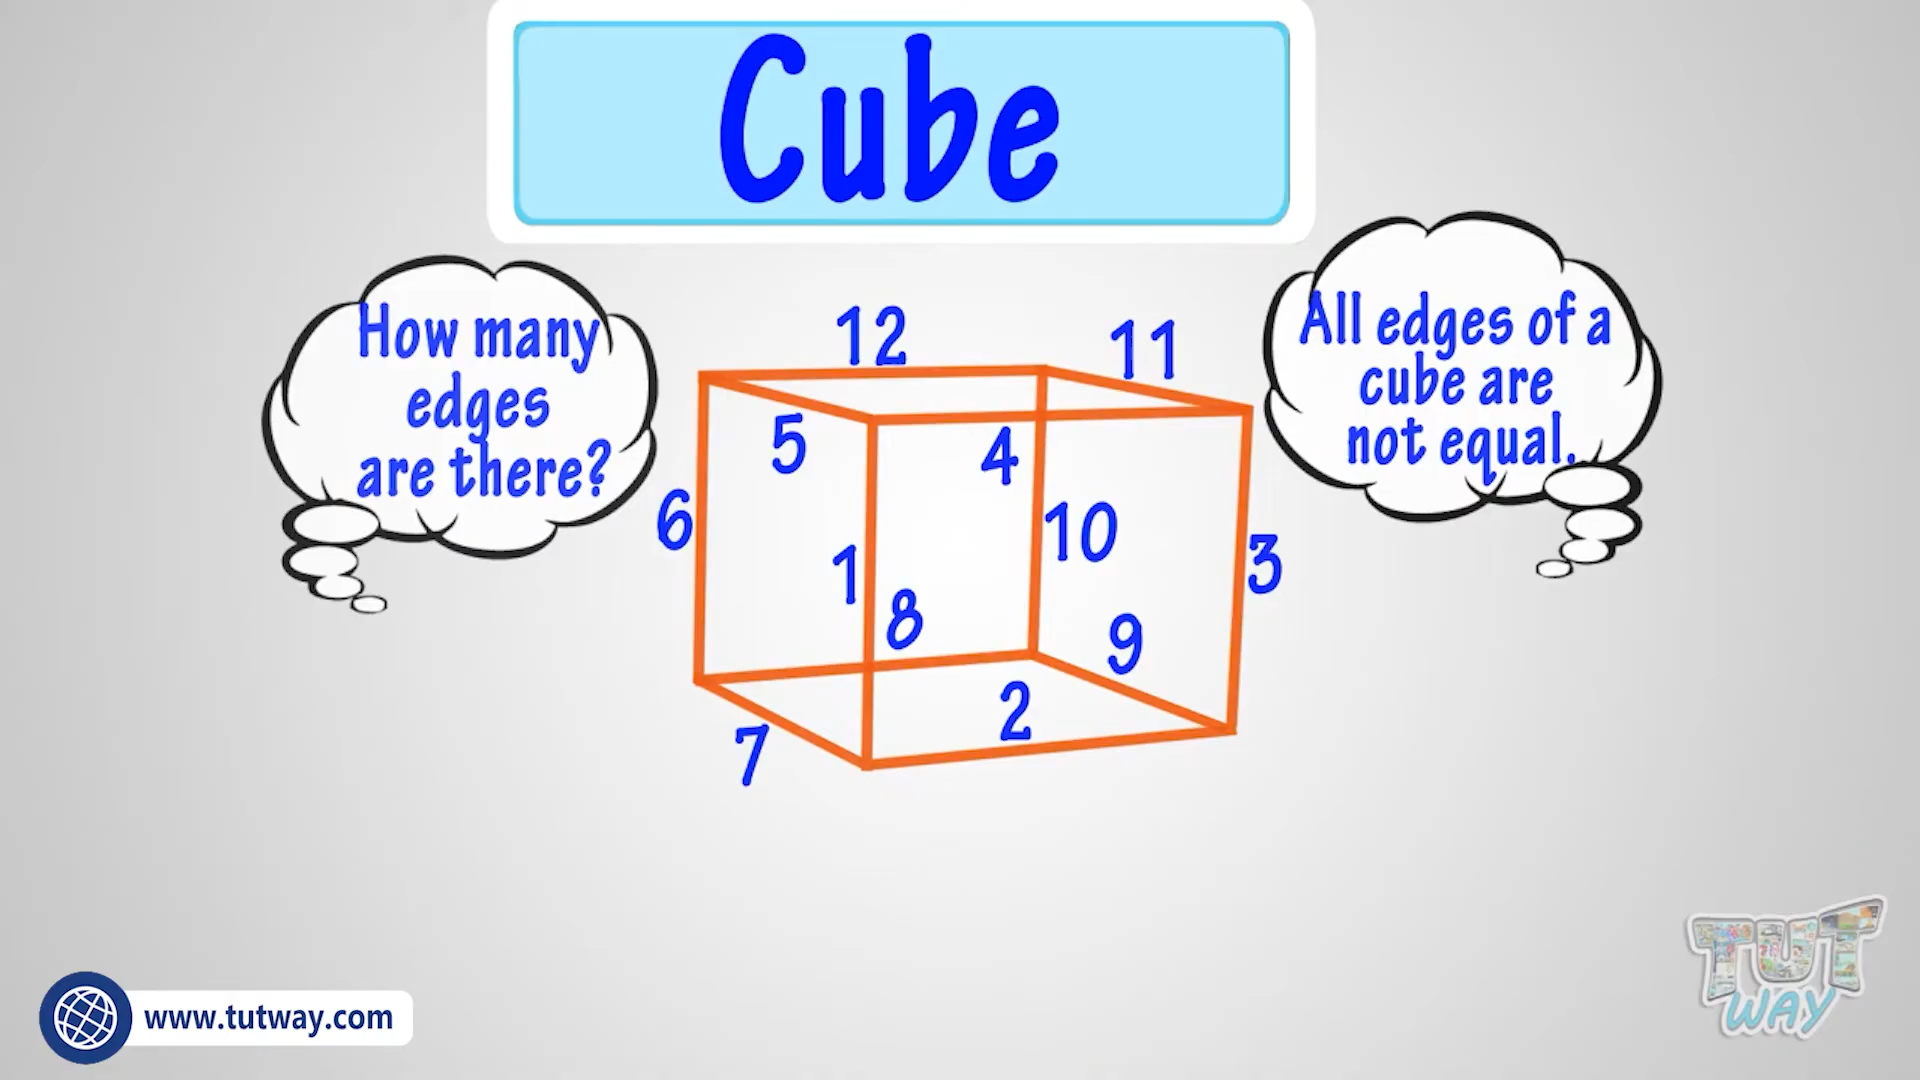 Cube
How many
edges
are there?
All edges of a
cube are
not equal.
12
11
5
4
6
10
3
1
8
9
2
7
www.tutway.com
TUT
WAY